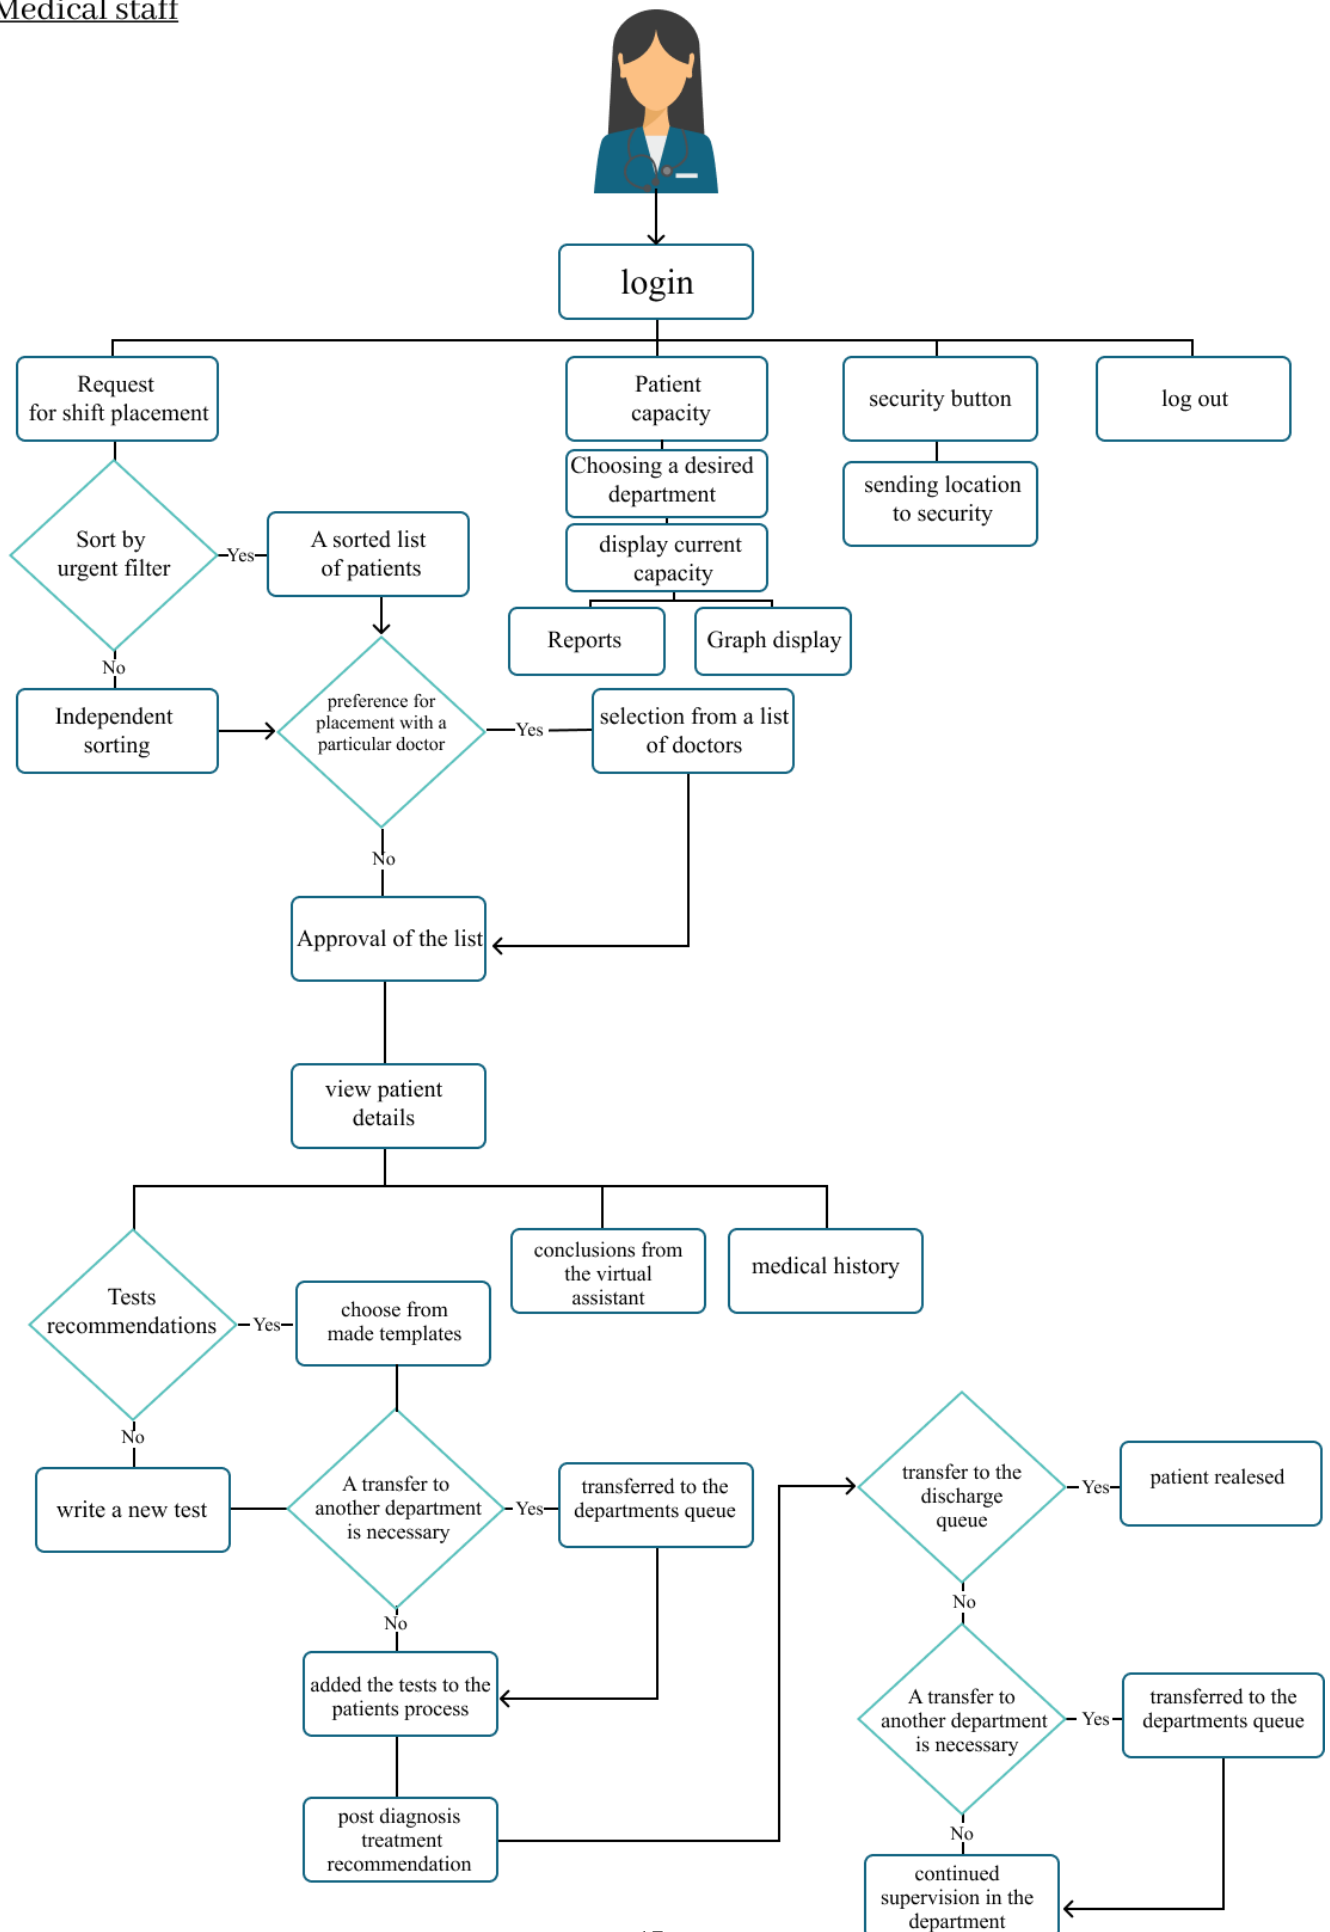 Medical staff
login
Request
for shift placement
Patient
capacity
security button
log out
Choosing a desired
department
sending location
to security
Sort by
urgent filter
Yes
A sorted list
of patients
display current
capacity
Reports
Graph display
No
Independent
sorting
preference for
placement with a
particular doctor
Yes
selection from a list
of doctors
No
Approval of the list
view patient
details
conclusions from
the virtual
assistant
medical history
Tests
recommendations
Yes
choose from
made templates
No
write a new test
A transfer to
another department
is necessary
Yes
transferred to the
departments queue
transfer to the
discharge
queue
Yes
patient realesed
No
No
added the tests to the
patients process
A transfer to
another department
is necessary
Yes
transferred to the
departments queue
post diagnosis
treatment
recommendation
No
continued
supervision in the
department